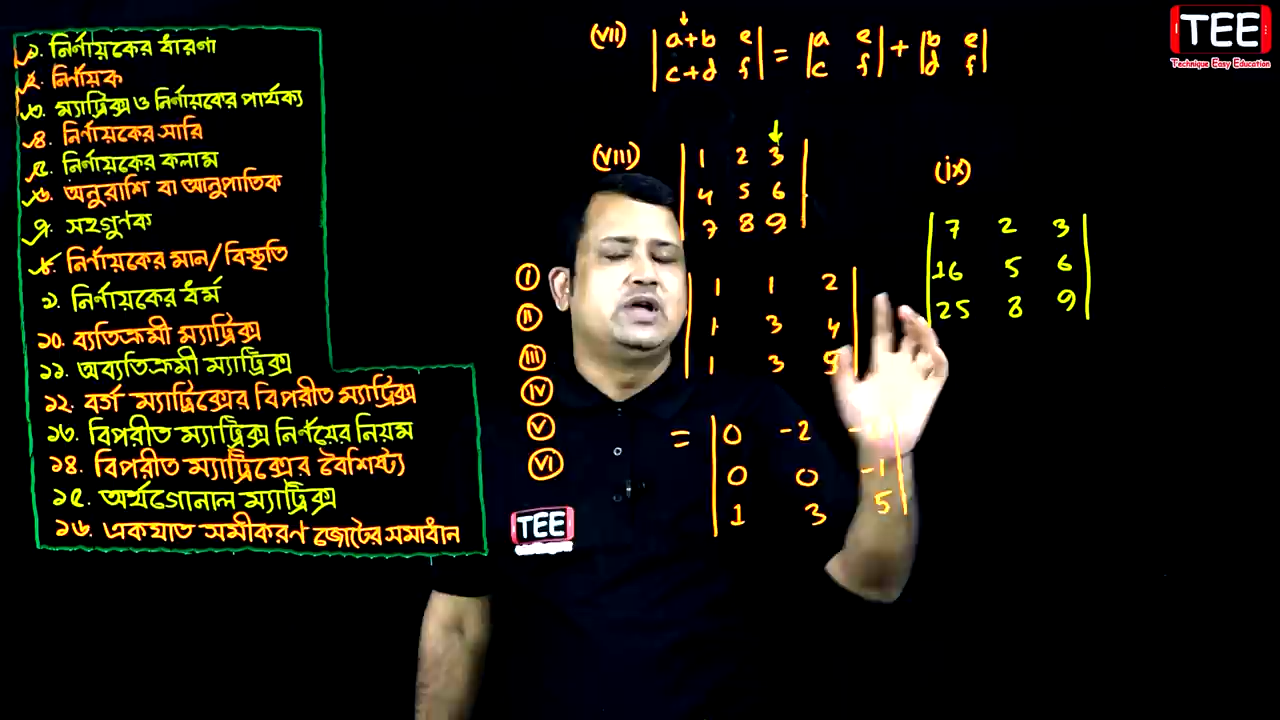 ১. নির্ণায়কের ধারণা
২. নির্ণায়ক
৩. ম্যাট্রিক্স ও নির্ণায়কের পার্থক্য
৪. নির্ণায়কের সারি
৫. নির্ণায়কের কলাম
৬. অনুরাশি বা আনুপাতিক
৭. সহগুণক
৮. নির্ণায়কের মান/বিস্তৃতি
৯. নির্ণায়কের ধর্ম
১০. ব্যতিক্রমী ম্যাট্রিক্স
১১. অব্যতিক্রমী ম্যাট্রিক্স
১২. বর্গ ম্যাট্রিক্সের বিপরীত ম্যাট্রিক্স
১৩. বিপরীত ম্যাট্রিক্স নির্ণয়ের নিয়ম
১৪. বিপরীত ম্যাট্রিক্সের বৈশিষ্ট্য
১৫. অর্থগোনাল ম্যাট্রিক্স
১৬. একঘাত সমীকরণ জোটের সমাধান
(vii) |a+b e| = |a e| + |b e|
|c+d f| |c f| |d f|
(viii) |1 2 3|
|4 5 6|
|7 8 9|
(ix)
|7 2 3|
|16 5 6|
|25 8 9|
I |1 1 2|
II |1 3 4|
III |1 3 5|
IV
V = |0 -2
VI |0 0 -1|
|1 3 5|
TEE
TEE
Technique Easy Education